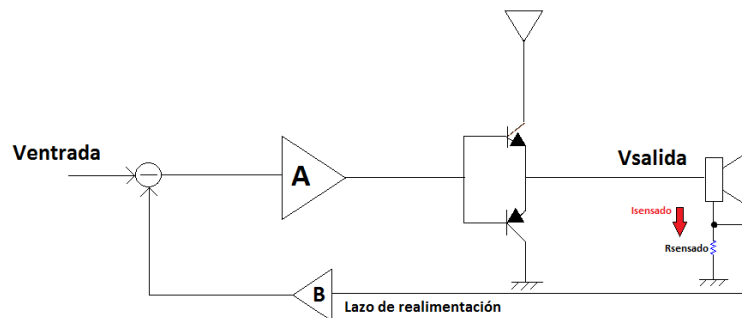 Ventrada
A
Vsalida
Isensado
Rsensado
B
Lazo de realimentación